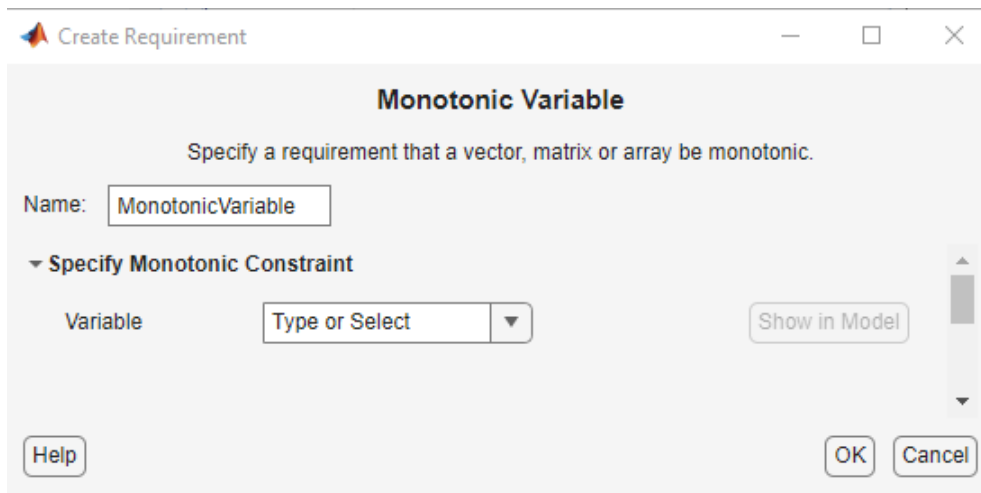 Create Requirement
Monotonic Variable
Specify a requirement that a vector, matrix or array be monotonic.
Name: MonotonicVariable
Specify Monotonic Constraint
Variable Type or Select Show in Model
Help OK Cancel